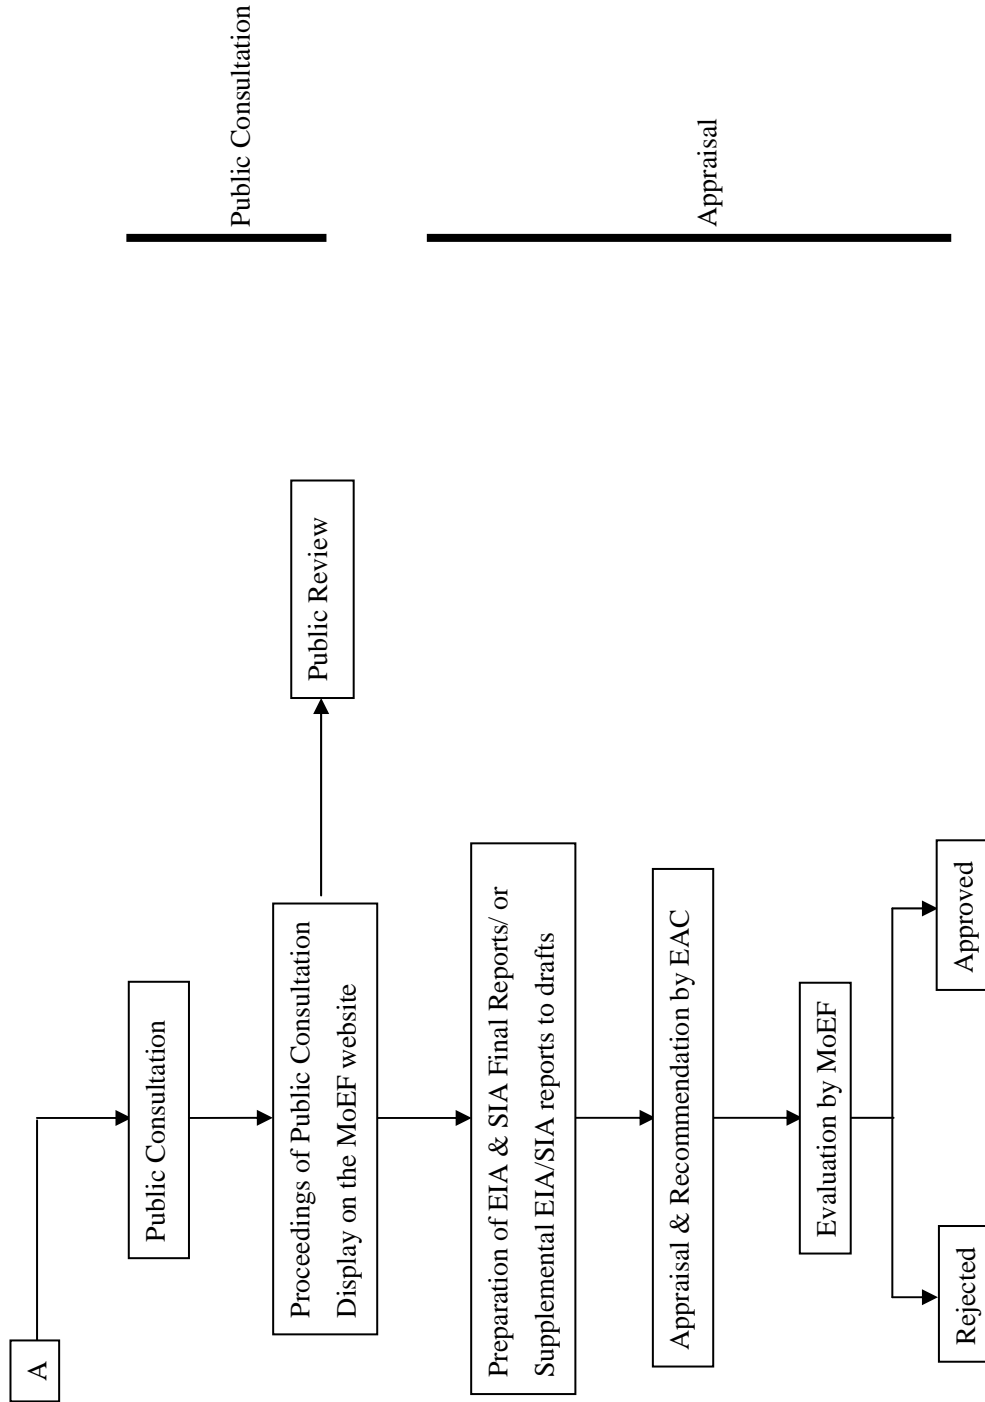 A
Public Consultation
Public Consultation
Proceedings of Public Consultation
Display on the MoEF website
Public Review
Preparation of EIA & SIA Final Reports/ or
Supplemental EIA/SIA reports to drafts
Appraisal
Appraisal & Recommendation by EAC
Evaluation by MoEF
Rejected
Approved